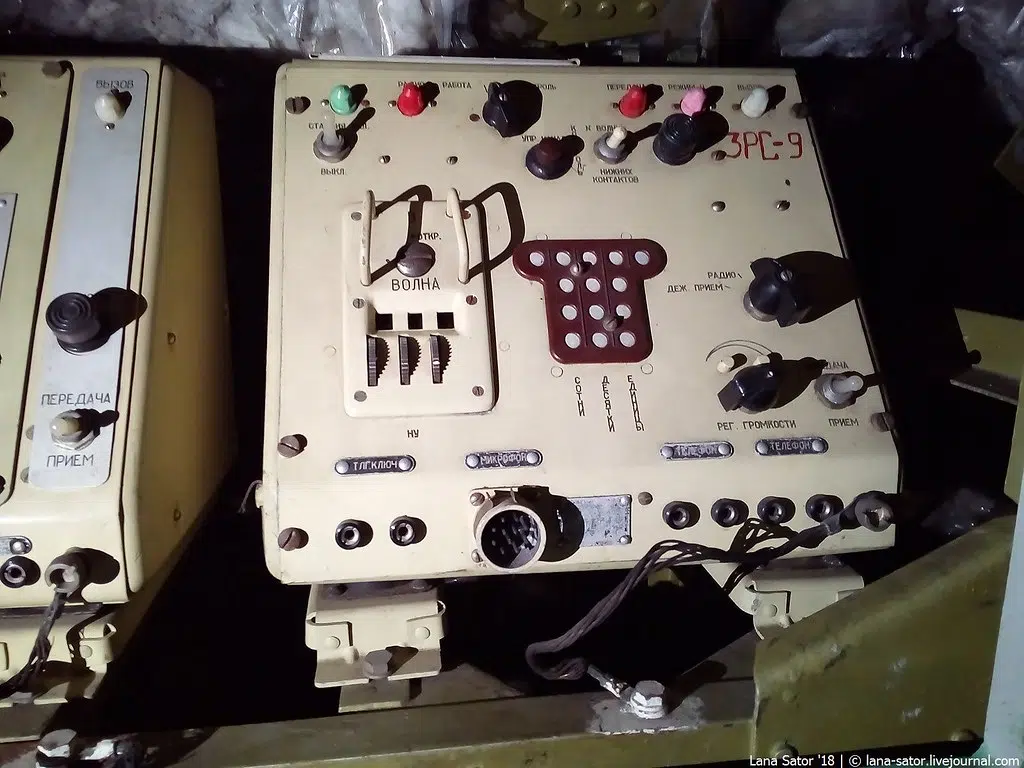 ВЫЗОВ
ПЕРЕДАЧА
ПРИЕМ
РАБОТА
ВЫКЛ.
НИЖНИХ
КОНТАКТОВ
ЗРС-9
ОТКР.
ВОЛНА
РАДИО
ДЕЖ. ПРИЕМ
СОТНИ
ДЕСЯТКИ
ЕДИНИЦЫ
РЕГ. ГРОМКОСТИ
ПРИЕМ
НУ
ТЛГ.КЛЮЧ
МИКРОФОН
ТЕЛЕФОН
ТЕЛЕФОН
Lana Sator '18 | © lana-sator.livejournal.com